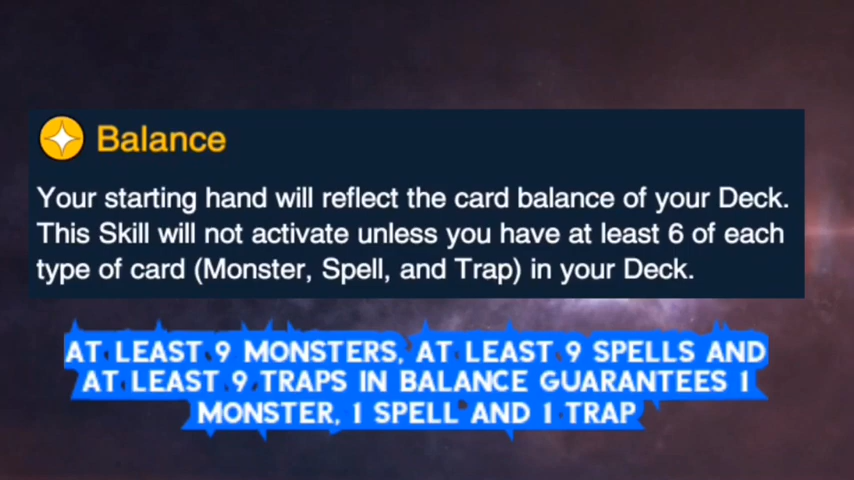 Balance
Your starting hand will reflect the card balance of your Deck.
This Skill will not activate unless you have at least 6 of each
type of card (Monster, Spell, and Trap) in your Deck.
AT LEAST 9 MONSTERS, AT LEAST 9 SPELLS AND
AT LEAST 9 TRAPS IN BALANCE GUARANTEES 1
MONSTER, 1 SPELL AND 1 TRAP